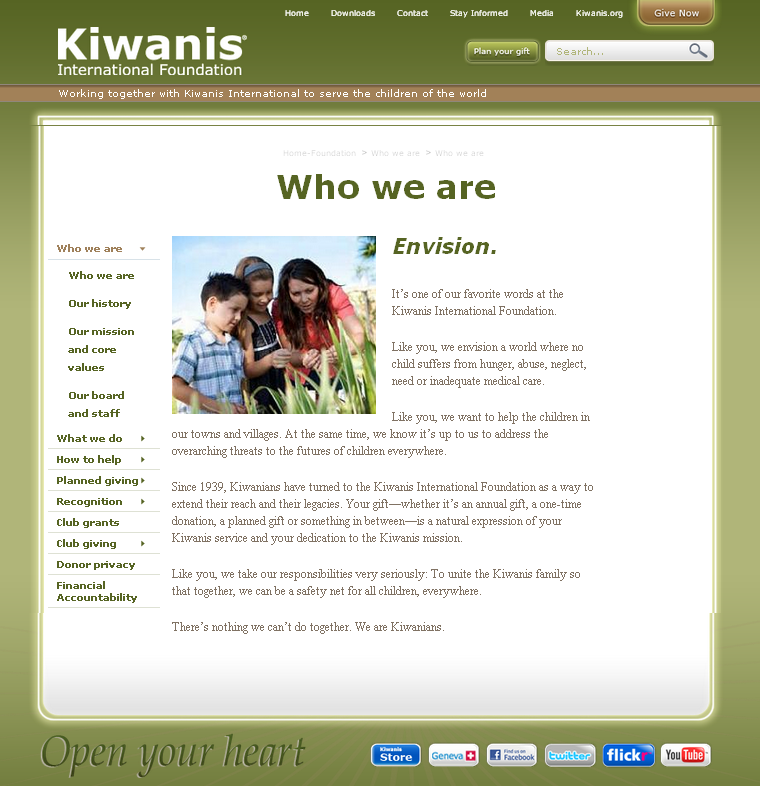 Home Downloads Contact Stay Informed Media Kiwanis.org Give Now
Kiwanis®
International Foundation
Plan your gift Search...
Working together with Kiwanis International to serve the children of the world
Home-Foundation > Who we are > Who we are
Who we are
Who we are
Who we are
Our history
Our mission
and core
values
Our board
and staff
What we do
How to help
Planned giving
Recognition
Club grants
Club giving
Donor privacy
Financial
Accountability
Envision.
It's one of our favorite words at the
Kiwanis International Foundation.
Like you, we envision a world where no
child suffers from hunger, abuse, neglect,
need or inadequate medical care.
Like you, we want to help the children in
our towns and villages. At the same time, we know it's up to us to address the
overarching threats to the futures of children everywhere.
Since 1939, Kiwanians have turned to the Kiwanis International Foundation as a way to
extend their reach and their legacies. Your gift—whether it's an annual gift, a one-time
donation, a planned gift or something in between—is a natural expression of your
Kiwanis service and your dedication to the Kiwanis mission.
Like you, we take our responsibilities very seriously: To unite the Kiwanis family so
that together, we can be a safety net for all children, everywhere.
There's nothing we can't do together. We are Kiwanians.
Open your heart
Kiwanis
Store
Geneva
Find us on
Facebook
twitter
flickr
YouTube